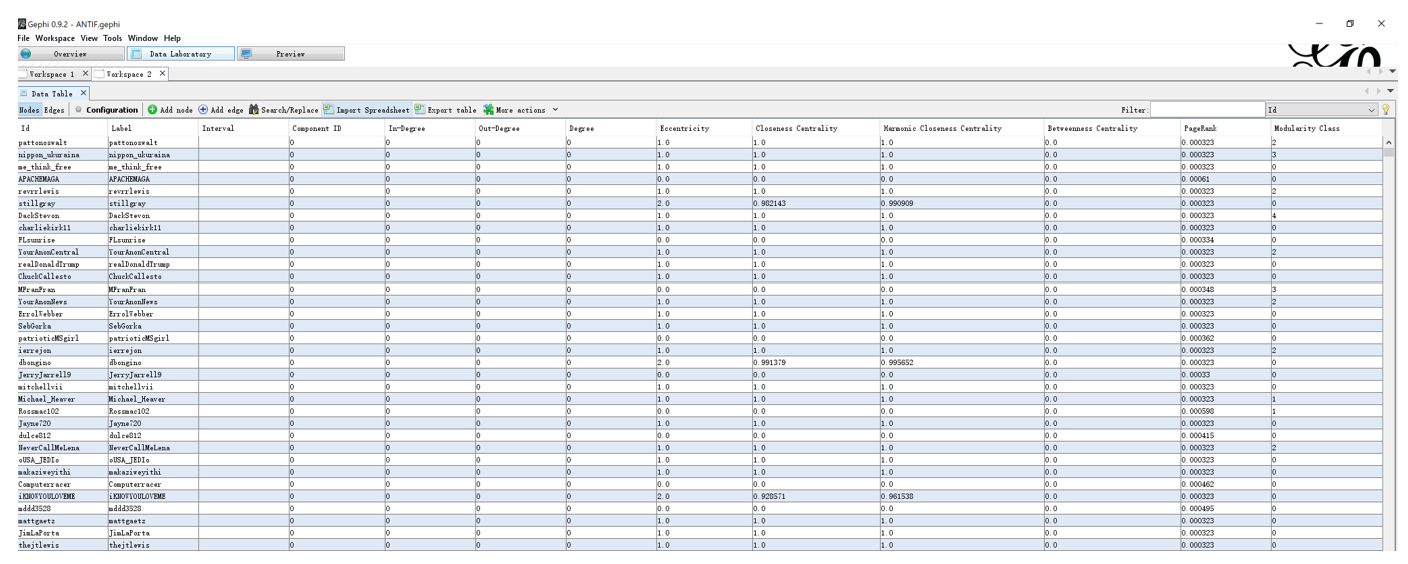 Gephi 0.9.2 - ANTIF.gephi
File Workspace View Tools Window Help
Overview Data Laboratory Preview
Workspace 1 Workspace 2
Data Table
Nodes Edges Configuration Add node Add edge Search/Replace Import Spreadsheet Export table More actions Filter: Id
Id Label Interval Component ID In-Degree Out-Degree Degree Eccentricity Closeness Centrality Harmonic Closeness Centrality Betweenness Centrality PageRank Modularity Class
pattonoswalt pattonoswalt 0 0 0 0 1.0 1.0 1.0 0.0 0.000323 2
nippon_ukuraina nippon_ukuraina 0 0 0 0 1.0 1.0 1.0 0.0 0.000323 3
me_think_free me_think_free 0 0 0 0 1.0 1.0 1.0 0.0 0.000323 0
APACHEMAGA APACHEMAGA 0 0 0 0 0.0 0.0 0.0 0.0 0.00061 0
revrrlewis revrrlewis 0 0 0 0 1.0 1.0 1.0 0.0 0.000323 2
stillgray stillgray 0 0 0 0 2.0 0.982143 0.990909 0.0 0.000323 0
DackStevon DackStevon 0 0 0 0 1.0 1.0 1.0 0.0 0.000323 4
charliekirk11 charliekirk11 0 0 0 0 1.0 1.0 1.0 0.0 0.000323 0
FLsunrise FLsunrise 0 0 0 0 0.0 0.0 0.0 0.0 0.000334 0
YourAnonCentral YourAnonCentral 0 0 0 0 1.0 1.0 1.0 0.0 0.000323 2
realDonaldTrump realDonaldTrump 0 0 0 0 1.0 1.0 1.0 0.0 0.000323 0
ChuckCallesto ChuckCallesto 0 0 0 0 1.0 1.0 1.0 0.0 0.000323 0
MFranFran MFranFran 0 0 0 0 0.0 0.0 0.0 0.0 0.000348 3
YourAnonNews YourAnonNews 0 0 0 0 1.0 1.0 1.0 0.0 0.000323 2
ErrolWebber ErrolWebber 0 0 0 0 1.0 1.0 1.0 0.0 0.000323 0
SebGorka SebGorka 0 0 0 0 1.0 1.0 1.0 0.0 0.000323 0
patrioticMSgirl patrioticMSgirl 0 0 0 0 0.0 0.0 0.0 0.0 0.000362 0
ierrejon ierrejon 0 0 0 0 1.0 1.0 1.0 0.0 0.000323 2
dbongino dbongino 0 0 0 0 2.0 0.991379 0.995652 0.0 0.000323 0
JerryJarrell9 JerryJarrell9 0 0 0 0 0.0 0.0 0.0 0.0 0.00033 0
mitchellvii mitchellvii 0 0 0 0 1.0 1.0 1.0 0.0 0.000323 0
Michael_Heaver Michael_Heaver 0 0 0 0 1.0 1.0 1.0 0.0 0.000323 1
Rossmac102 Rossmac102 0 0 0 0 0.0 0.0 0.0 0.0 0.000598 1
Jayne720 Jayne720 0 0 0 0 1.0 1.0 1.0 0.0 0.000323 0
dulce812 dulce812 0 0 0 0 0.0 0.0 0.0 0.0 0.000415 0
NeverCallMeLena NeverCallMeLena 0 0 0 0 1.0 1.0 1.0 0.0 0.000323 2
oUSA_JEDIo oUSA_JEDIo 0 0 0 0 1.0 1.0 1.0 0.0 0.000323 0
makaziweyithi makaziweyithi 0 0 0 0 1.0 1.0 1.0 0.0 0.000323 0
Computerracer Computerracer 0 0 0 0 0.0 0.0 0.0 0.0 0.000462 0
iKNOWYOULOVEME iKNOWYOULOVEME 0 0 0 0 2.0 0.928571 0.961538 0.0 0.000323 0
mddd3528 mddd3528 0 0 0 0 0.0 0.0 0.0 0.0 0.000495 0
mattgaetz mattgaetz 0 0 0 0 1.0 1.0 1.0 0.0 0.000323 0
JimLaPorta JimLaPorta 0 0 0 0 1.0 1.0 1.0 0.0 0.000323 0
thejtlewis thejtlewis 0 0 0 0 1.0 1.0 1.0 0.0 0.000323 0